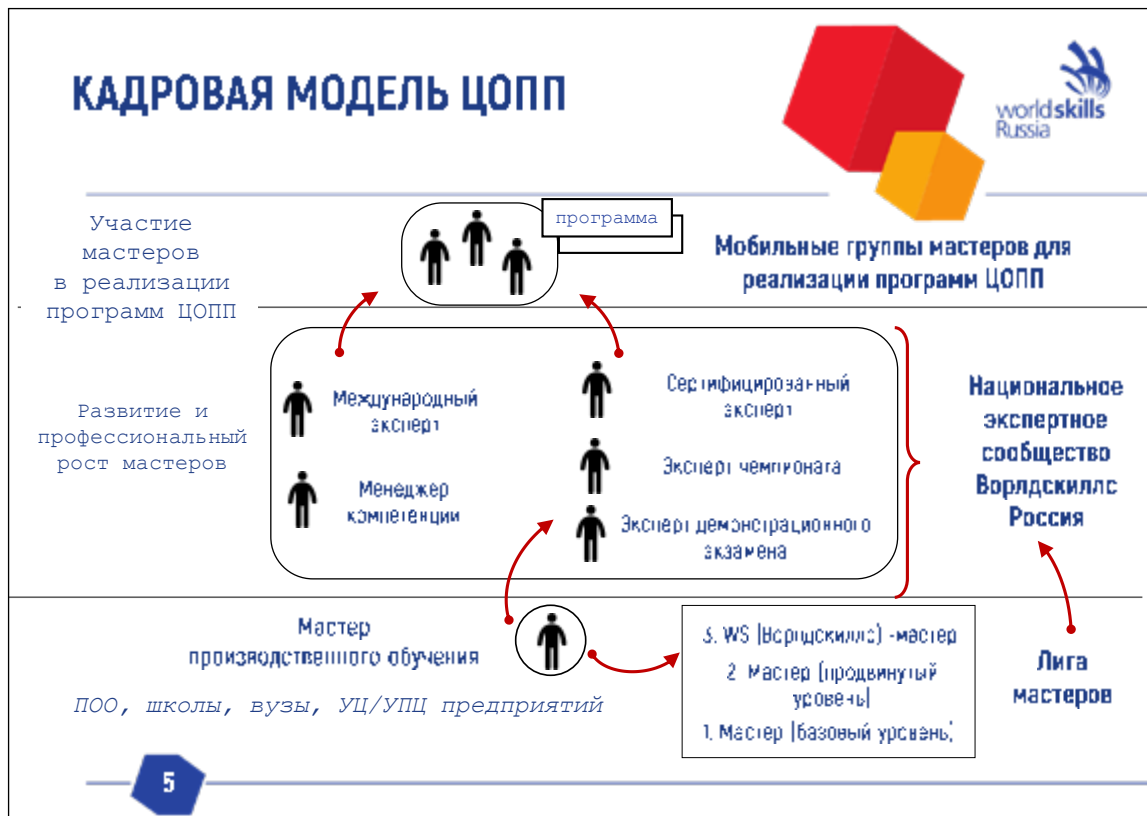 КАДРОВАЯ МОДЕЛЬ ЦОПП
worldskills
Russia
Участие
мастеров
в реализации
программ ЦОПП
программа
Мобильные группы мастеров для
реализации программ ЦОПП
Развитие и
профессиональный
рост мастеров
Международный
эксперт
Менеджер
компетенции
Сертифицированный
эксперт
Эксперт чемпионата
Эксперт демонстрационного
экзамена
Национальное
экспертное
сообщество
Ворлдскиллс
Россия
Мастер
производственного обучения
ПОО, школы, вузы, УЦ/УПЦ предприятий
3. WS (Ворлдскиллс) -мастер
2. Мастер (продвинутый
уровень)
1. Мастер (базовый уровень)
Лига
мастеров
5